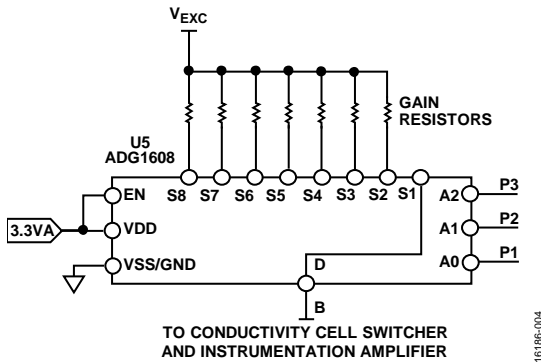 VEXC
GAIN
RESISTORS
U5
ADG1608
S8 S7 S6 S5 S4 S3 S2 S1
EN
A2 P3
3.3VA
VDD
A1 P2
VSS/GND
D
A0 P1
B
TO CONDUCTIVITY CELL SWITCHER
AND INSTRUMENTATION AMPLIFIER
16186-004